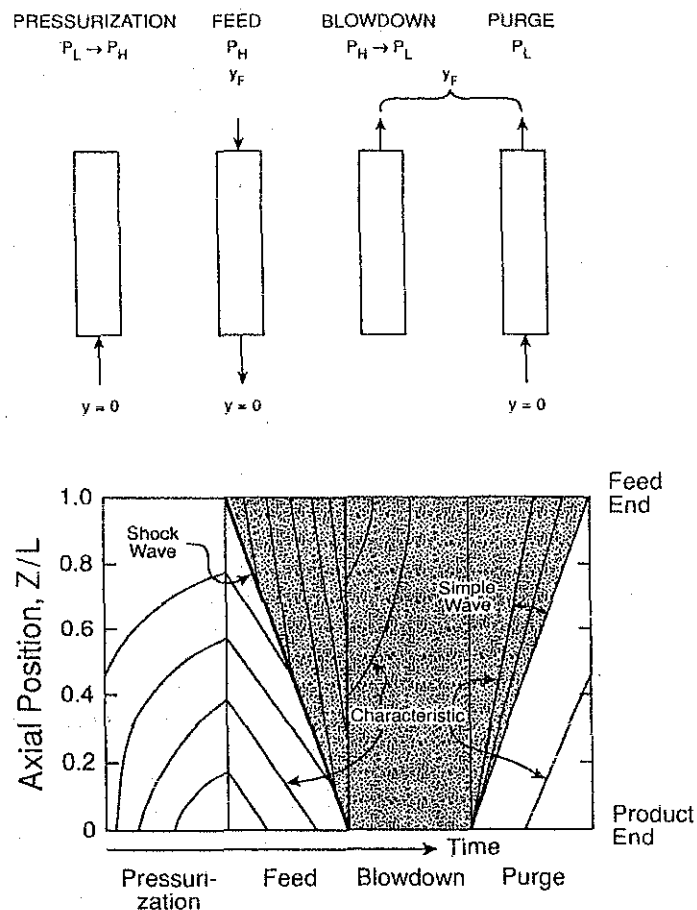 PRESSURIZATION FEED BLOWDOWN PURGE
P_L → P_H P_H P_H → P_L P_L
y_F y_F
y = 0 y = 0 y = 0
Feed
End
1.0
Shock
Wave
0.8
Simple
Wave
0.6
Axial Position, Z/L
0.4
Characteristic
0.2
Product
End
0
Time
Pressuri-
zation
Feed Blowdown Purge